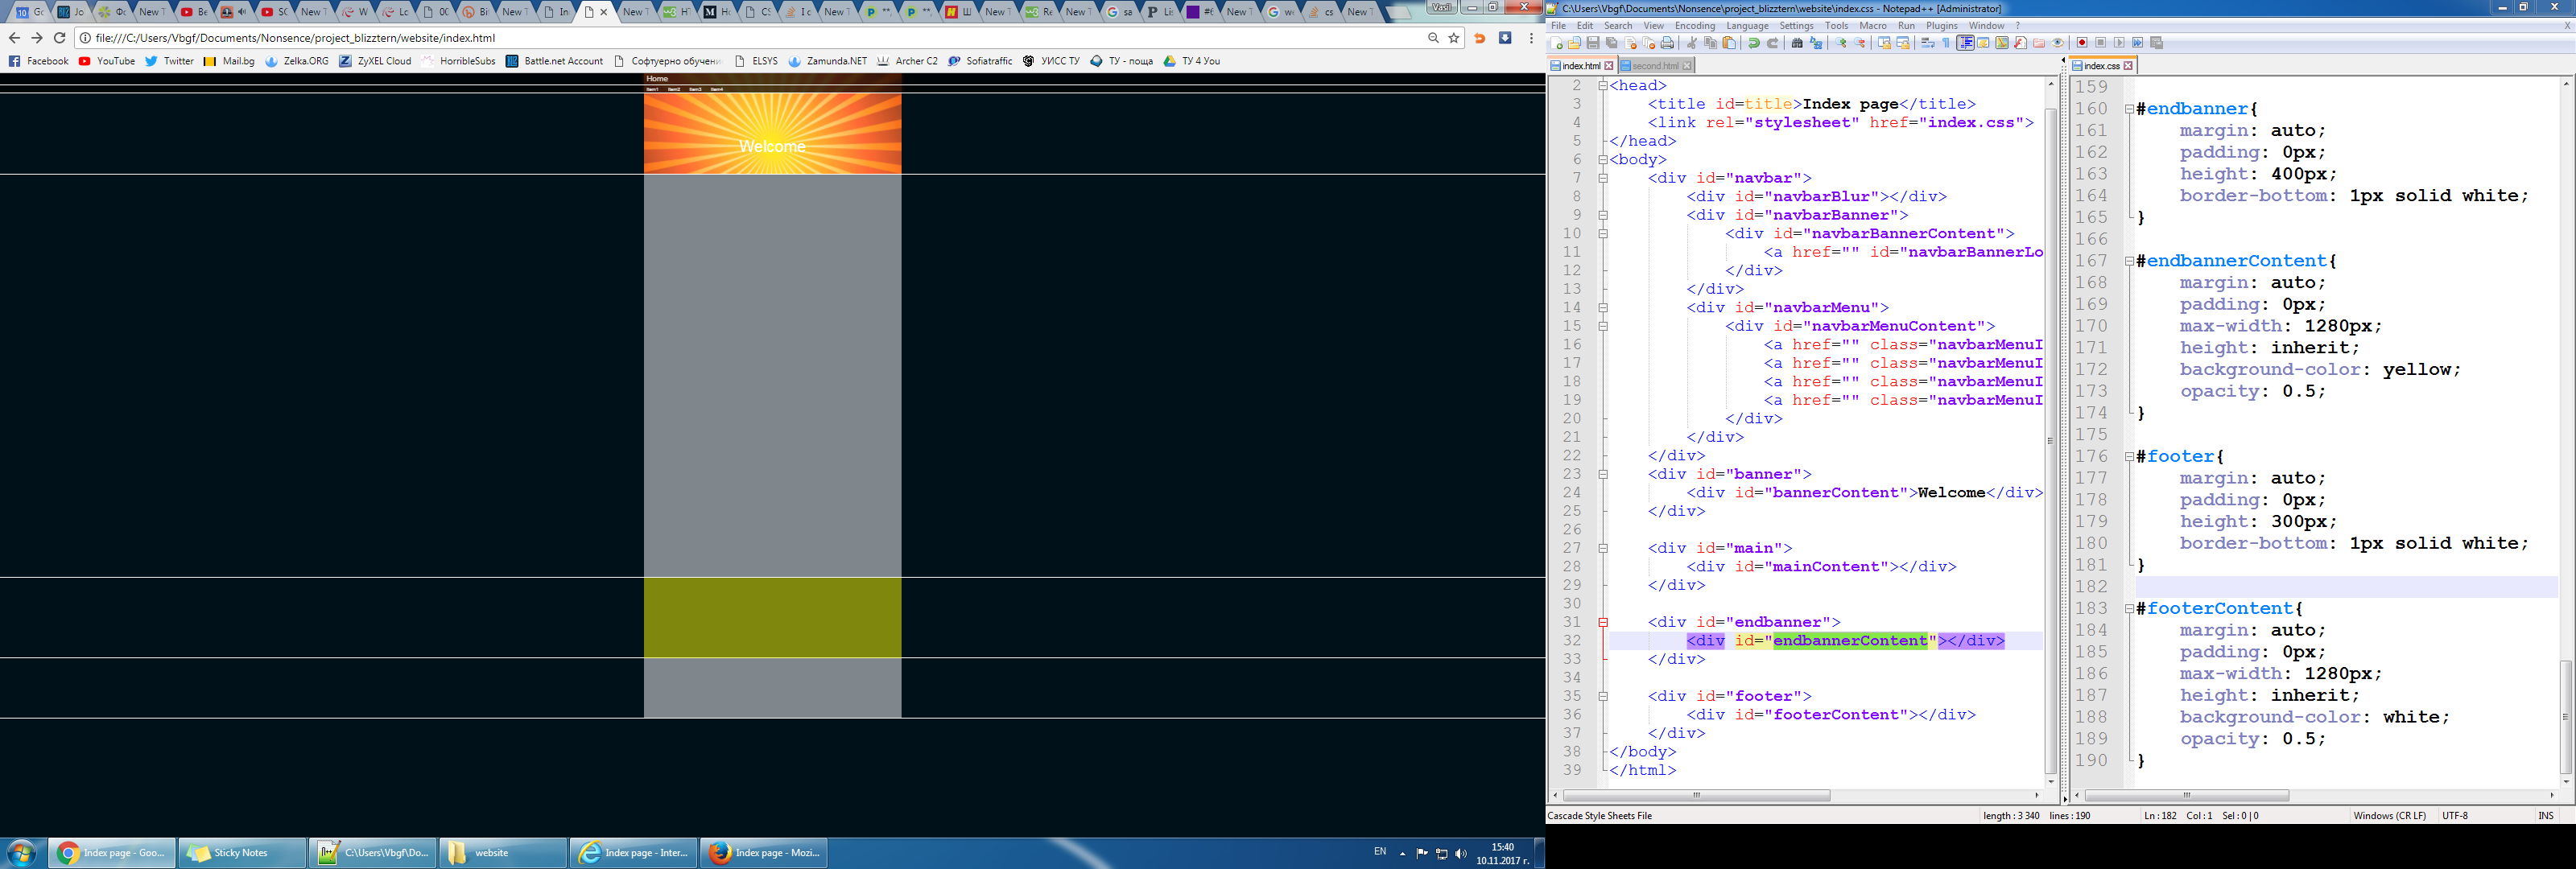 Vasil
file:///C:/Users/Vbgf/Documents/Nonsence/project_blizztern/website/index.html
Facebook YouTube Twitter Mail.bg Zelka.ORG ZyXEL Cloud HorribleSubs Battle.net Account Софтуерно обучени ELSYS Zamunda.NET Archer C2 Sofiatraffic УИСС ТУ ТУ - поща ТУ 4 You
Home
Item1 Item2 Item3 Item4
Welcome
Index page - Goo... Sticky Notes C:\Users\Vbgf\Do... website Index page - Inter... Index page - Mozi...
EN
15:40
10.11.2017 г.
C:\Users\Vbgf\Documents\Nonsence\project_blizztern\website\index.css - Notepad++ [Administrator]
File Edit Search View Encoding Language Settings Tools Macro Run Plugins Window ? X
index.html second.html
2 <head>
3 <title id=title>Index page</title>
4 <link rel="stylesheet" href="index.css">
5 </head>
6 <body>
7 <div id="navbar">
8 <div id="navbarBlur"></div>
9 <div id="navbarBanner">
10 <div id="navbarBannerContent">
11 <a href="" id="navbarBannerLo
12 </div>
13 </div>
14 <div id="navbarMenu">
15 <div id="navbarMenuContent">
16 <a href="" class="navbarMenuI
17 <a href="" class="navbarMenuI
18 <a href="" class="navbarMenuI
19 <a href="" class="navbarMenuI
20 </div>
21 </div>
22 </div>
23 <div id="banner">
24 <div id="bannerContent">Welcome</div>
25 </div>
26
27 <div id="main">
28 <div id="mainContent"></div>
29 </div>
30
31 <div id="endbanner">
32 <div id="endbannerContent"></div>
33 </div>
34
35 <div id="footer">
36 <div id="footerContent"></div>
37 </div>
38 </body>
39 </html>
index.css
159
160 #endbanner{
161 margin: auto;
162 padding: 0px;
163 height: 400px;
164 border-bottom: 1px solid white;
165 }
166
167 #endbannerContent{
168 margin: auto;
169 padding: 0px;
170 max-width: 1280px;
171 height: inherit;
172 background-color: yellow;
173 opacity: 0.5;
174 }
175
176 #footer{
177 margin: auto;
178 padding: 0px;
179 height: 300px;
180 border-bottom: 1px solid white;
181 }
182
183 #footerContent{
184 margin: auto;
185 padding: 0px;
186 max-width: 1280px;
187 height: inherit;
188 background-color: white;
189 opacity: 0.5;
190 }
Cascade Style Sheets File length : 3 340 lines : 190 Ln : 182 Col : 1 Sel : 0 | 0 Windows (CR LF) UTF-8 INS